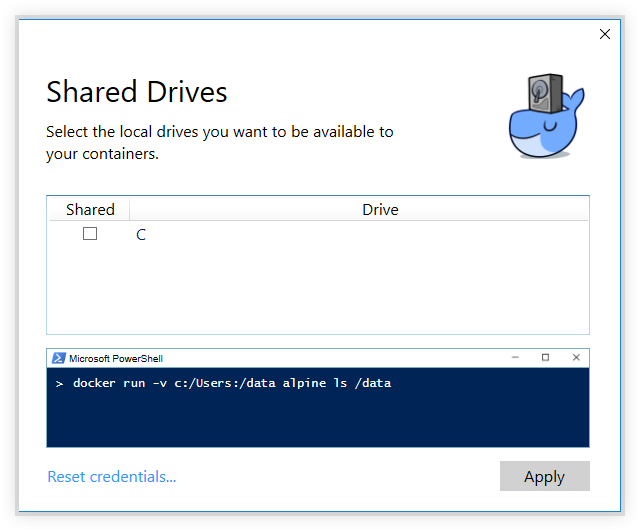 Shared Drives
Select the local drives you want to be available to
your containers.
Shared Drive
C
Microsoft PowerShell
> docker run -v c:/Users:/data alpine ls /data
Reset credentials...
Apply